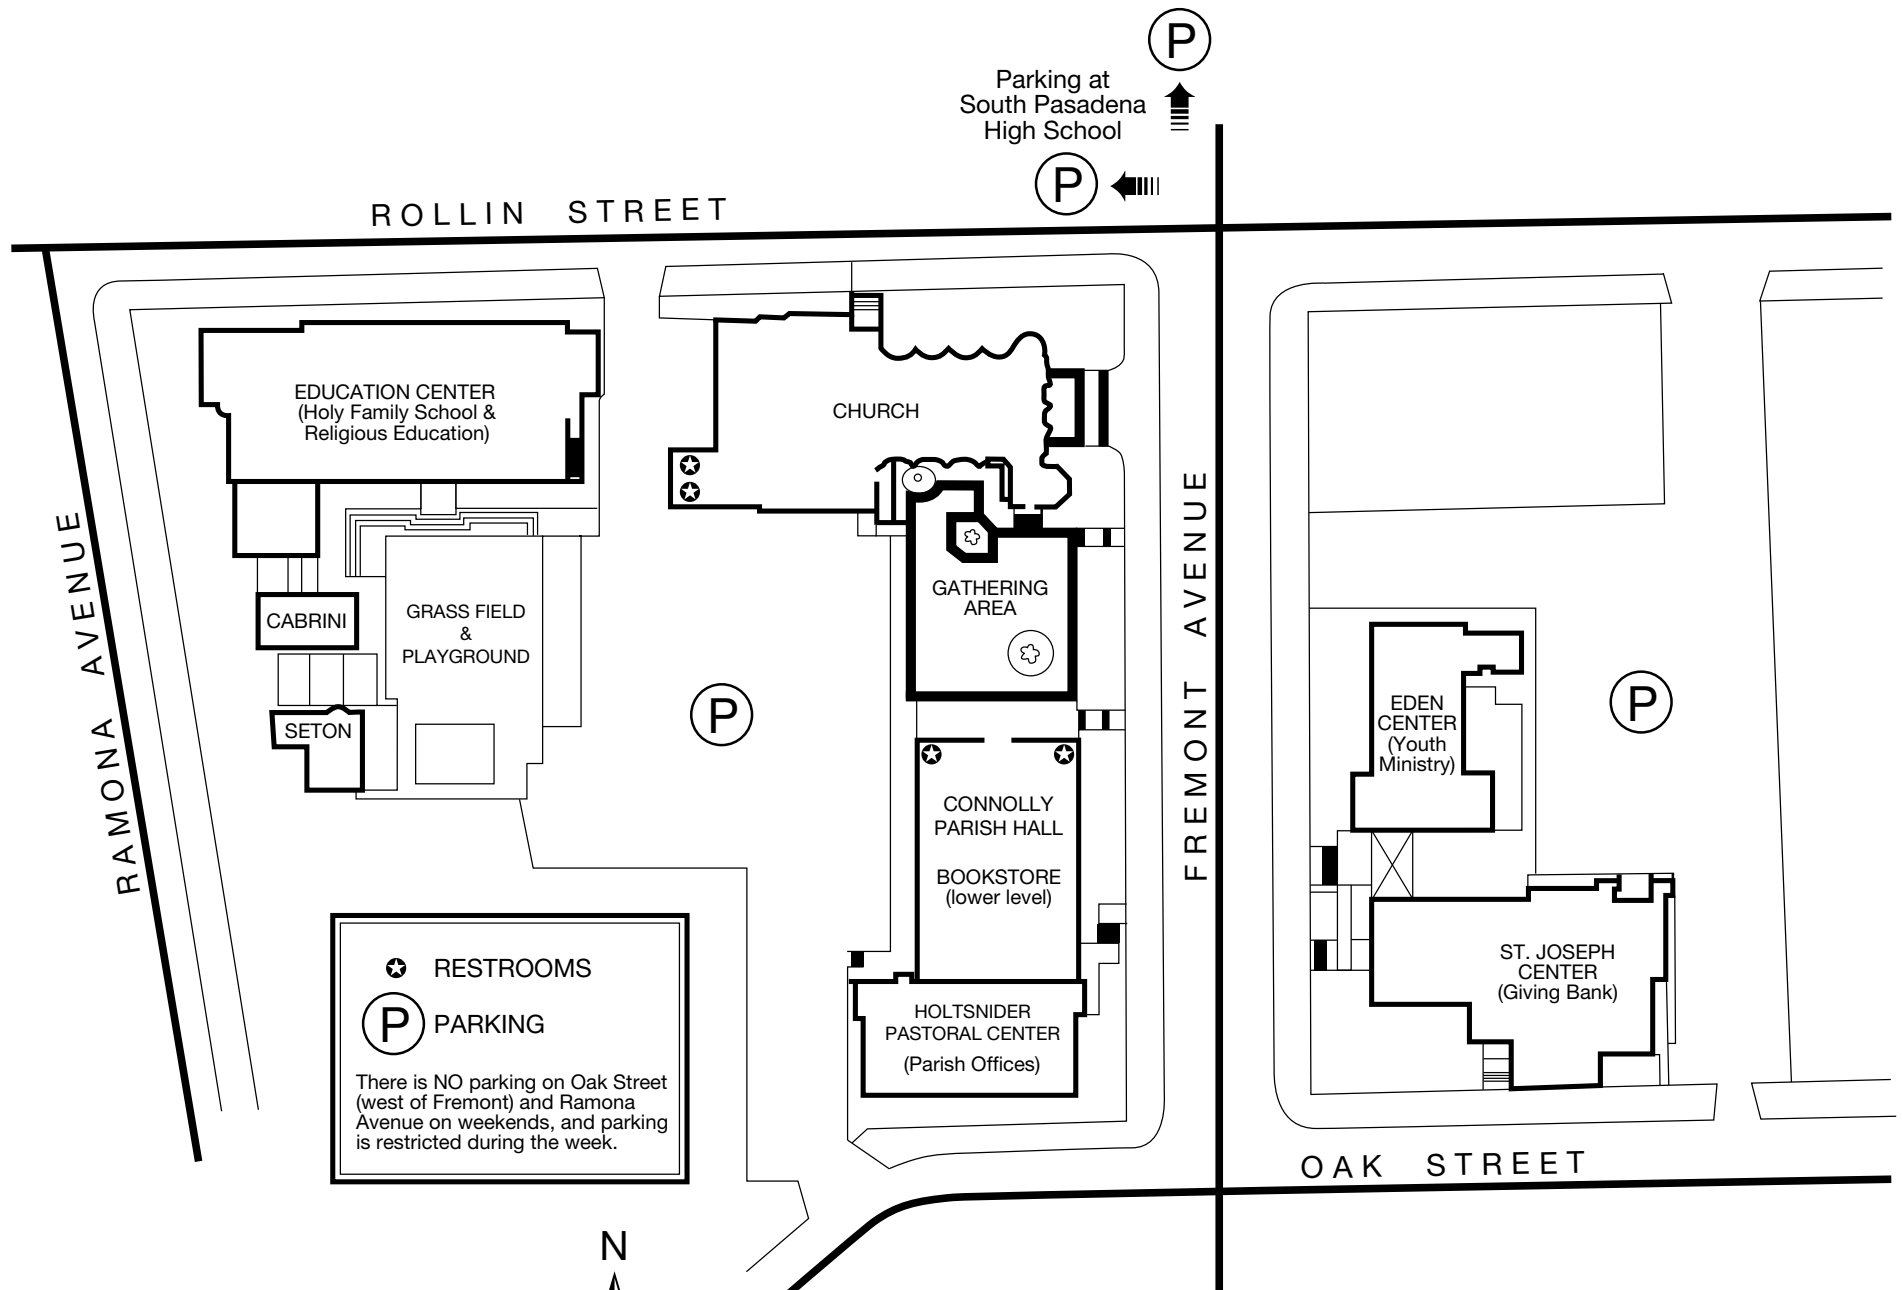 P
Parking at
South Pasadena
High School
P
ROLLIN STREET
EDUCATION CENTER
(Holy Family School &
Religious Education)
CHURCH
RAMONA AVENUE
FREMONT AVENUE
GATHERING
AREA
CABRINI
GRASS FIELD
&
PLAYGROUND
SETON
P
EDEN
CENTER
(Youth
Ministry)
P
CONNOLLY
PARISH HALL
BOOKSTORE
(lower level)
ST. JOSEPH
CENTER
(Giving Bank)
HOLTSNIDER
PASTORAL CENTER
(Parish Offices)
RESTROOMS
P PARKING
There is NO parking on Oak Street
(west of Fremont) and Ramona
Avenue on weekends, and parking
is restricted during the week.
OAK STREET
N